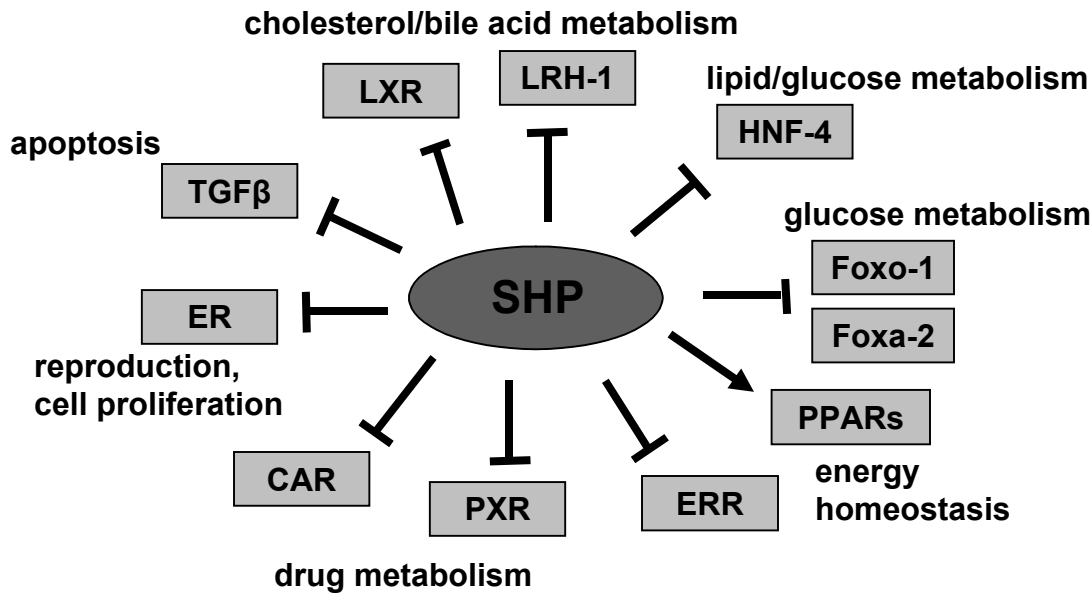 cholesterol/bile acid metabolism
LXR
LRH-1
lipid/glucose metabolism
HNF-4
apoptosis
TGFβ
glucose metabolism
Foxo-1
Foxa-2
SHP
ER
reproduction,
cell proliferation
PPARs
energy
homeostasis
CAR
PXR
ERR
drug metabolism